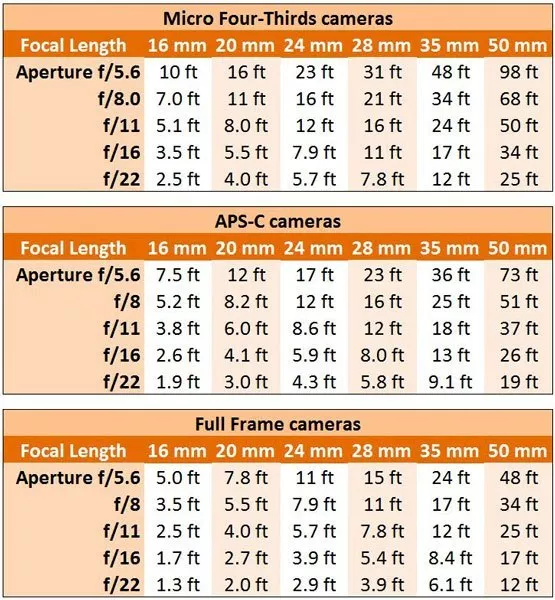 Micro Four-Thirds cameras
Focal Length 16 mm 20 mm 24 mm 28 mm 35 mm 50 mm
Aperture f/5.6 10 ft 16 ft 23 ft 31 ft 48 ft 98 ft
f/8.0 7.0 ft 11 ft 16 ft 21 ft 34 ft 68 ft
f/11 5.1 ft 8.0 ft 12 ft 16 ft 24 ft 50 ft
f/16 3.5 ft 5.5 ft 7.9 ft 11 ft 17 ft 34 ft
f/22 2.5 ft 4.0 ft 5.7 ft 7.8 ft 12 ft 25 ft
APS-C cameras
Focal Length 16 mm 20 mm 24 mm 28 mm 35 mm 50 mm
Aperture f/5.6 7.5 ft 12 ft 17 ft 23 ft 36 ft 73 ft
f/8 5.2 ft 8.2 ft 12 ft 16 ft 25 ft 51 ft
f/11 3.8 ft 6.0 ft 8.6 ft 12 ft 18 ft 37 ft
f/16 2.6 ft 4.1 ft 5.9 ft 8.0 ft 13 ft 26 ft
f/22 1.9 ft 3.0 ft 4.3 ft 5.8 ft 9.1 ft 19 ft
Full Frame cameras
Focal Length 16 mm 20 mm 24 mm 28 mm 35 mm 50 mm
Aperture f/5.6 5.0 ft 7.8 ft 11 ft 15 ft 24 ft 48 ft
f/8 3.5 ft 5.5 ft 7.9 ft 11 ft 17 ft 34 ft
f/11 2.5 ft 4.0 ft 5.7 ft 7.8 ft 12 ft 25 ft
f/16 1.7 ft 2.7 ft 3.9 ft 5.4 ft 8.4 ft 17 ft
f/22 1.3 ft 2.0 ft 2.9 ft 3.9 ft 6.1 ft 12 ft